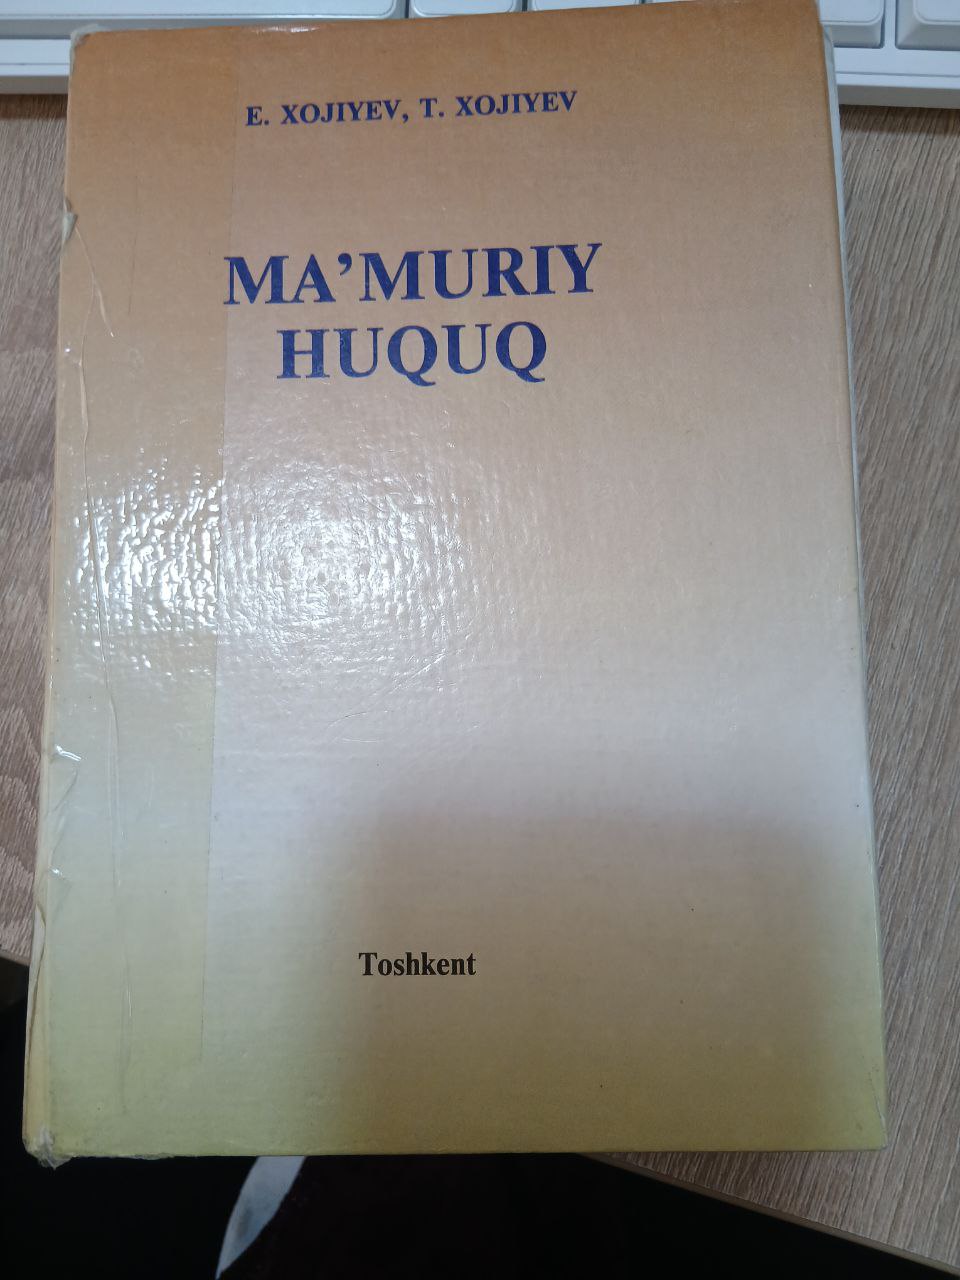 E. XOJIYEV, T. XOJIYEV
MA’MURIY
HUQUQ
Toshkent